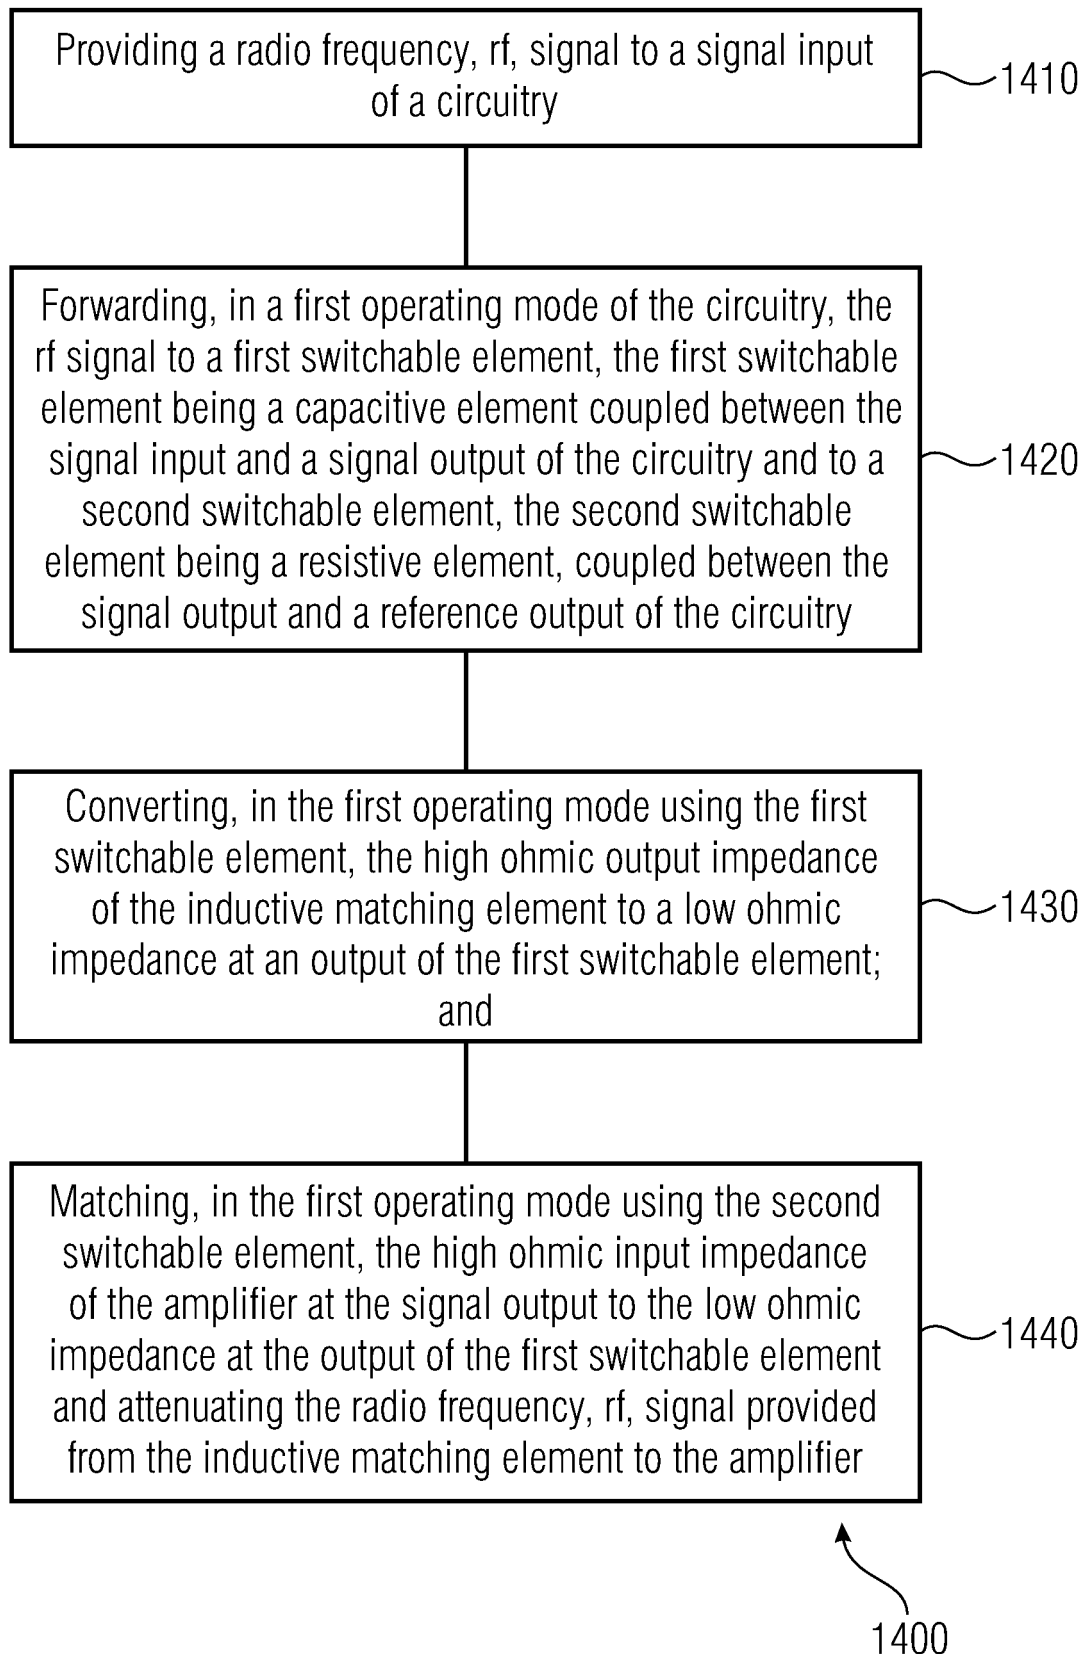 Providing a radio frequency, rf, signal to a signal input
of a circuitry
1410
Forwarding, in a first operating mode of the circuitry, the
rf signal to a first switchable element, the first switchable
element being a capacitive element coupled between the
signal input and a signal output of the circuitry and to a
second switchable element, the second switchable
element being a resistive element, coupled between the
signal output and a reference output of the circuitry
1420
Converting, in the first operating mode using the first
switchable element, the high ohmic output impedance
of the inductive matching element to a low ohmic
impedance at an output of the first switchable element;
and
1430
Matching, in the first operating mode using the second
switchable element, the high ohmic input impedance
of the amplifier at the signal output to the low ohmic
impedance at the output of the first switchable element
and attenuating the radio frequency, rf, signal provided
from the inductive matching element to the amplifier
1440
1400